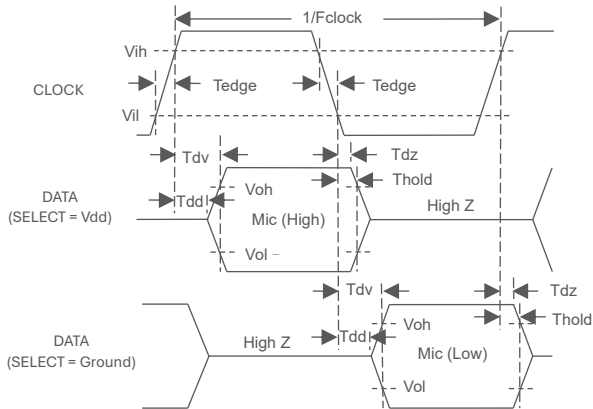 1/Fclock
Vih
CLOCK
Tedge
Tedge
Vil
Tdv
Tdz
Thold
DATA
(SELECT = Vdd)
Tdd
Voh
Mic (High)
High Z
Vol
Tdv
Tdz
Thold
DATA
(SELECT = Ground)
High Z
Tdd
Voh
Mic (Low)
Vol